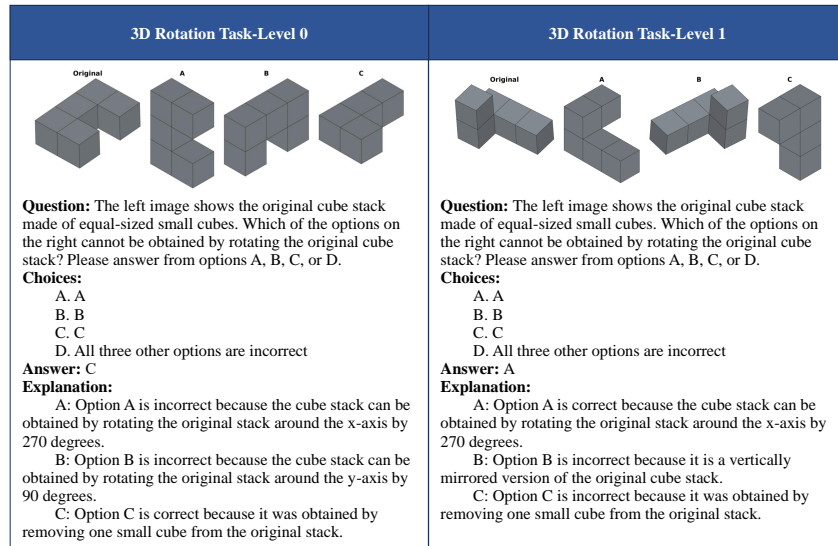 3D Rotation Task-Level 0
Original
A
B
C
Question: The left image shows the original cube stack
made of equal-sized small cubes. Which of the options on
the right cannot be obtained by rotating the original cube
stack? Please answer from options A, B, C, or D.
Choices:
A. A
B. B
C. C
D. All three other options are incorrect
Answer: C
Explanation:
A: Option A is incorrect because the cube stack can be
obtained by rotating the original stack around the x-axis by
270 degrees.
B: Option B is incorrect because the cube stack can be
obtained by rotating the original stack around the y-axis by
90 degrees.
C: Option C is correct because it was obtained by
removing one small cube from the original stack.
3D Rotation Task-Level 1
Original
A
B
C
Question: The left image shows the original cube stack
made of equal-sized small cubes. Which of the options on
the right cannot be obtained by rotating the original cube
stack? Please answer from options A, B, C, or D.
Choices:
A. A
B. B
C. C
D. All three other options are incorrect
Answer: A
Explanation:
A: Option A is correct because the cube stack can be
obtained by rotating the original stack around the x-axis by
270 degrees.
B: Option B is incorrect because it is a vertically
mirrored version of the original cube stack.
C: Option C is incorrect because it was obtained by
removing one small cube from the original stack.